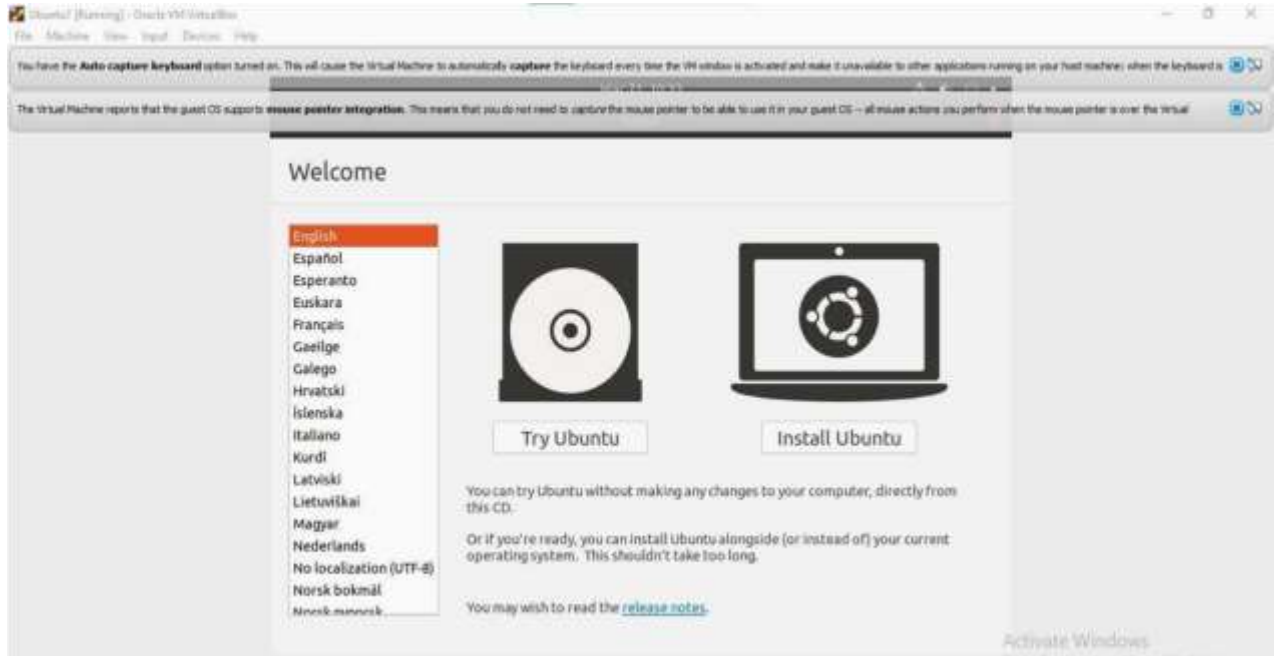 Ubuntu7 [Running] - Oracle VM VirtualBox
File Machine View Input Devices Help
You have the Auto capture keyboard option turned on. This will cause the Virtual Machine to automatically capture the keyboard every time the VM window is activated and make it unavailable to other applications running on your host machine: when the keyboard is
The Virtual Machine reports that the guest OS supports mouse pointer integration. This means that you do not need to capture the mouse pointer to be able to use it in your guest OS -- all mouse actions you perform when the mouse pointer is over the Virtual
Welcome
English
Español
Esperanto
Euskara
Français
Gaeilge
Galego
Hrvatski
Íslenska
Italiano
Kurdî
Latviski
Lietuviškai
Magyar
Nederlands
No localization (UTF-8)
Norsk bokmål
Norsk nynorsk
Try Ubuntu
Install Ubuntu
You can try Ubuntu without making any changes to your computer, directly from
this CD.
Or if you're ready, you can install Ubuntu alongside (or instead of) your current
operating system. This shouldn't take too long.
You may wish to read the release notes.
Activate Windows